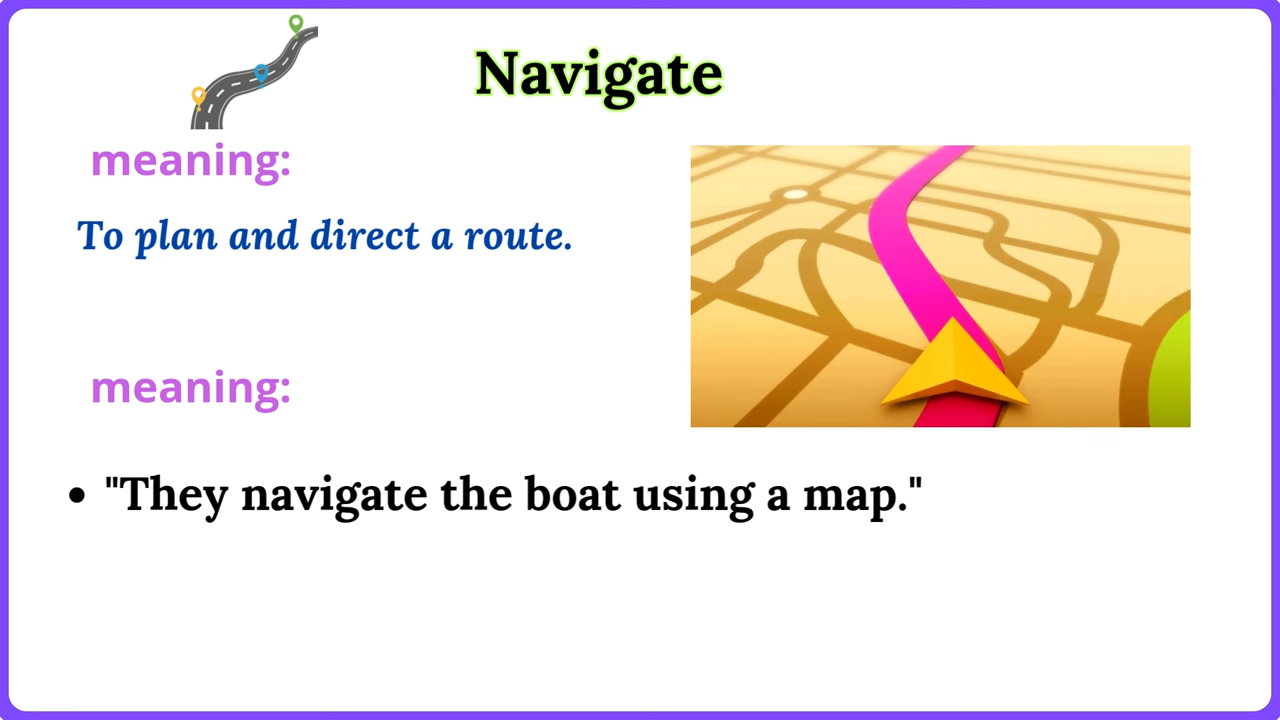 Navigate
meaning:
To plan and direct a route.
meaning:
• "They navigate the boat using a map."